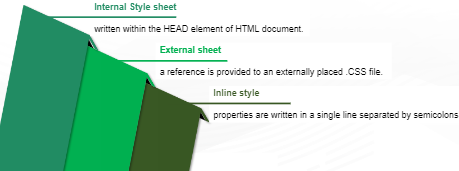 Internal Style sheet
written within the HEAD element of HTML document.
External sheet
a reference is provided to an externally placed .CSS file.
Inline style
properties are written in a single line separated by semicolons